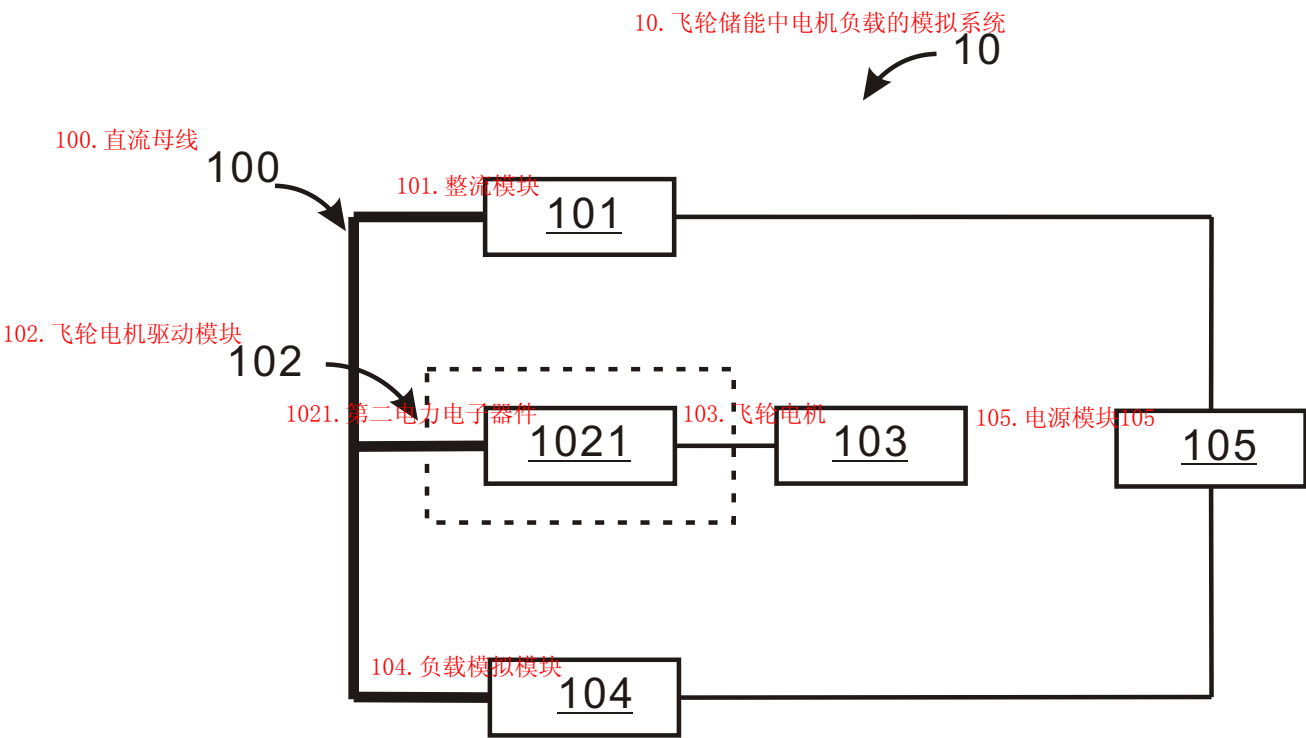 10.飞轮储能中电机负载的模拟系统
10
100.直流母线
100
101.整流模块
101
102.飞轮电机驱动模块
102
1021.第二电力电子器件
1021
103.飞轮电机
103
105.电源模块105
105
104.负载模拟模块
104